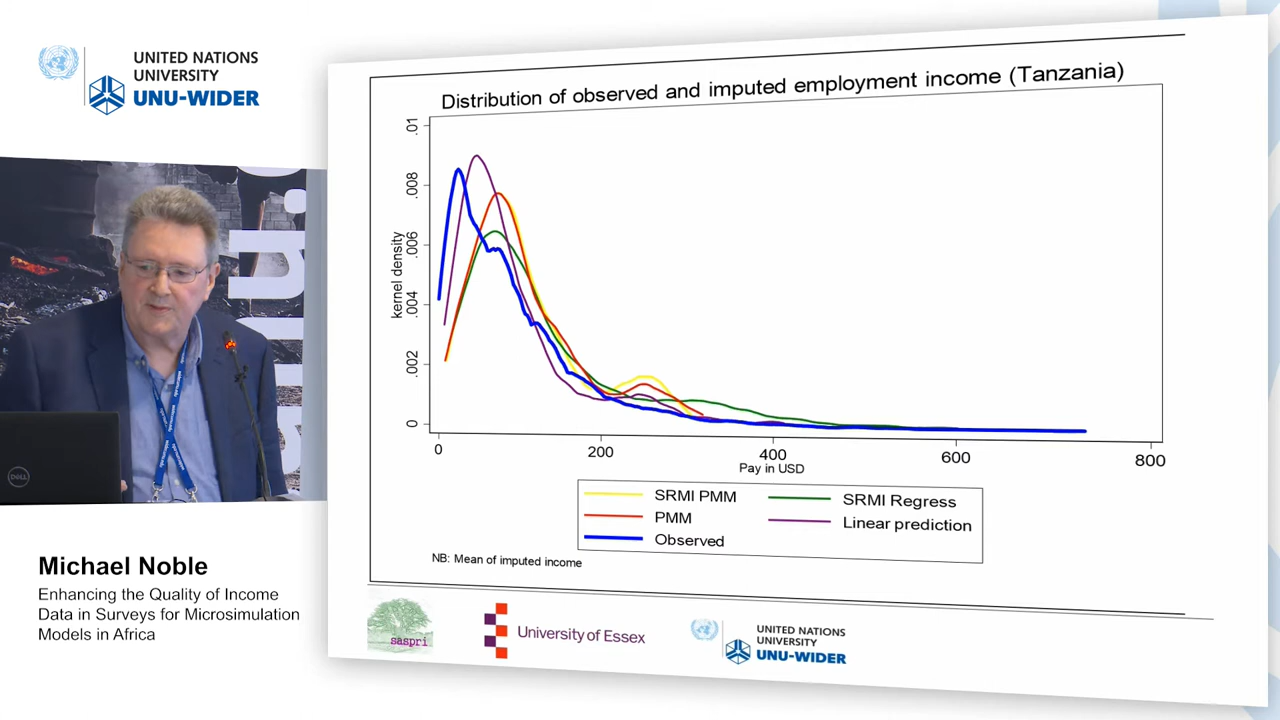 UNITED NATIONS
UNIVERSITY
UNU-WIDER
DELL
Michael Noble
Enhancing the Quality of Income
Data in Surveys for Microsimulation
Models in Africa
Distribution of observed and imputed employment income (Tanzania)
kernel density
.01
.008
.006
.004
.002
0
0
200
400
600
800
Pay in USD
SRMI PMM
SRMI Regress
PMM
Linear prediction
Observed
NB: Mean of imputed income
saspri
University of Essex
UNITED NATIONS
UNIVERSITY
UNU-WIDER